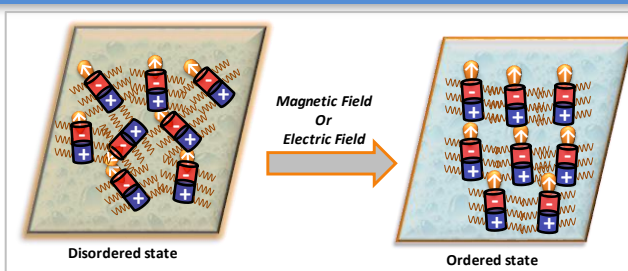 Magnetic Field
Or
Electric Field
Disordered state
Ordered state